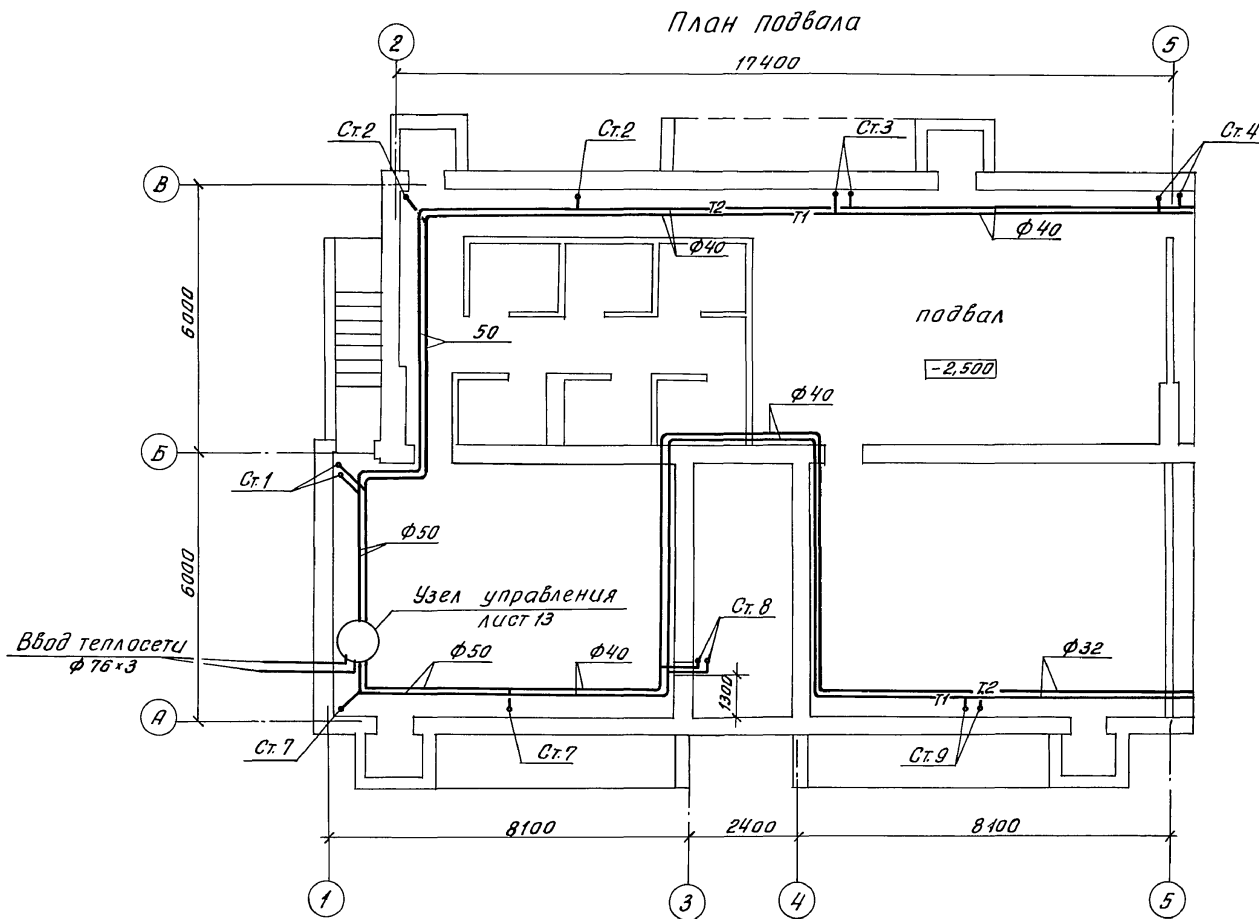 План подвала
2
5
17400
Ст.2
Ст.2
Ст.3
Ст.4
В
Т2
Т1
ф40
ф40
6000
50
подвал
-2,500
ф40
Б
Ст.1
ф50
6000
Узел управления
лист 13
Ст.8
Ввод теплосети
ф76×3
ф50
ф40
1300
ф32
Т1
Т2
А
Ст.7
Ст.7
Ст.9
8100
2400
8100
1
3
4
5